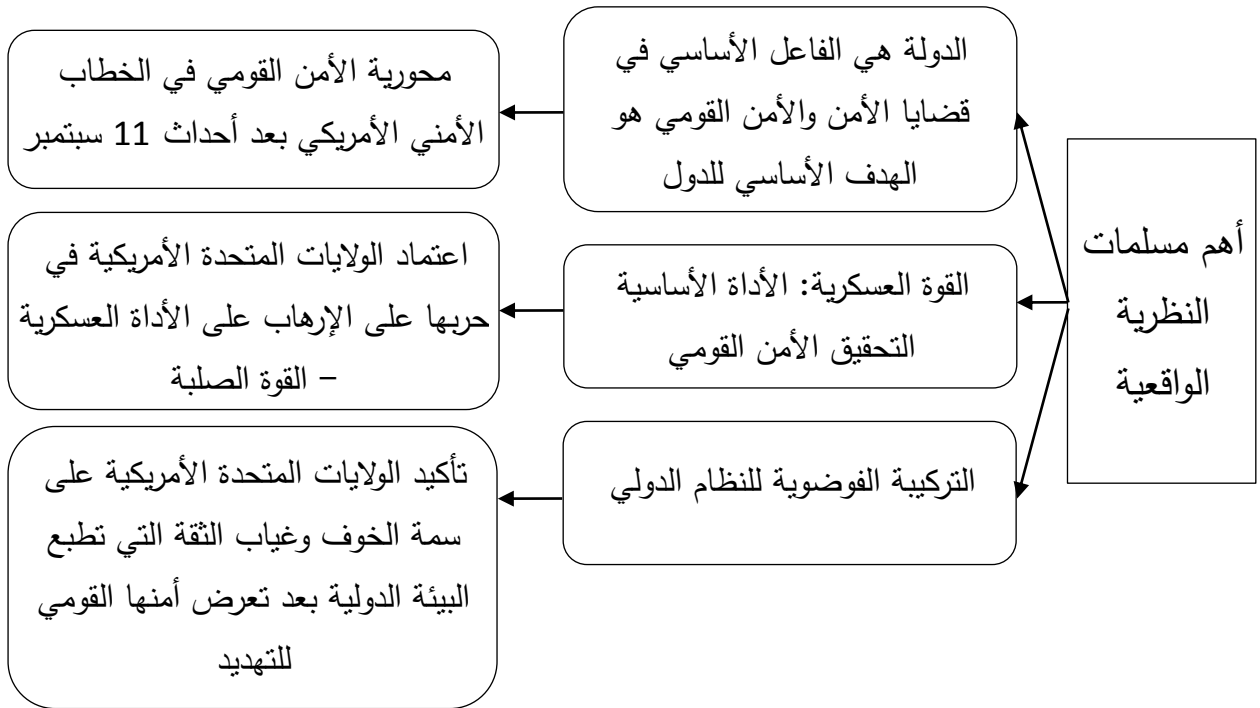 أهم مسلمات
النظرية
الواقعية
الدولة هي الفاعل الأساسي في
قضايا الأمن والأمن القومي هو
الهدف الأساسي للدول
محورية الأمن القومي في الخطاب
الأمني الأمريكي بعد أحداث 11 سبتمبر
القوة العسكرية: الأداة الأساسية
التحقيق الأمن القومي
اعتماد الولايات المتحدة الأمريكية في
حربها على الإرهاب على الأداة العسكرية
– القوة الصلبة
التركيبة الفوضوية للنظام الدولي
تأكيد الولايات المتحدة الأمريكية على
سمة الخوف وغياب الثقة التي تطبع
البيئة الدولية بعد تعرض أمنها القومي
للتهديد